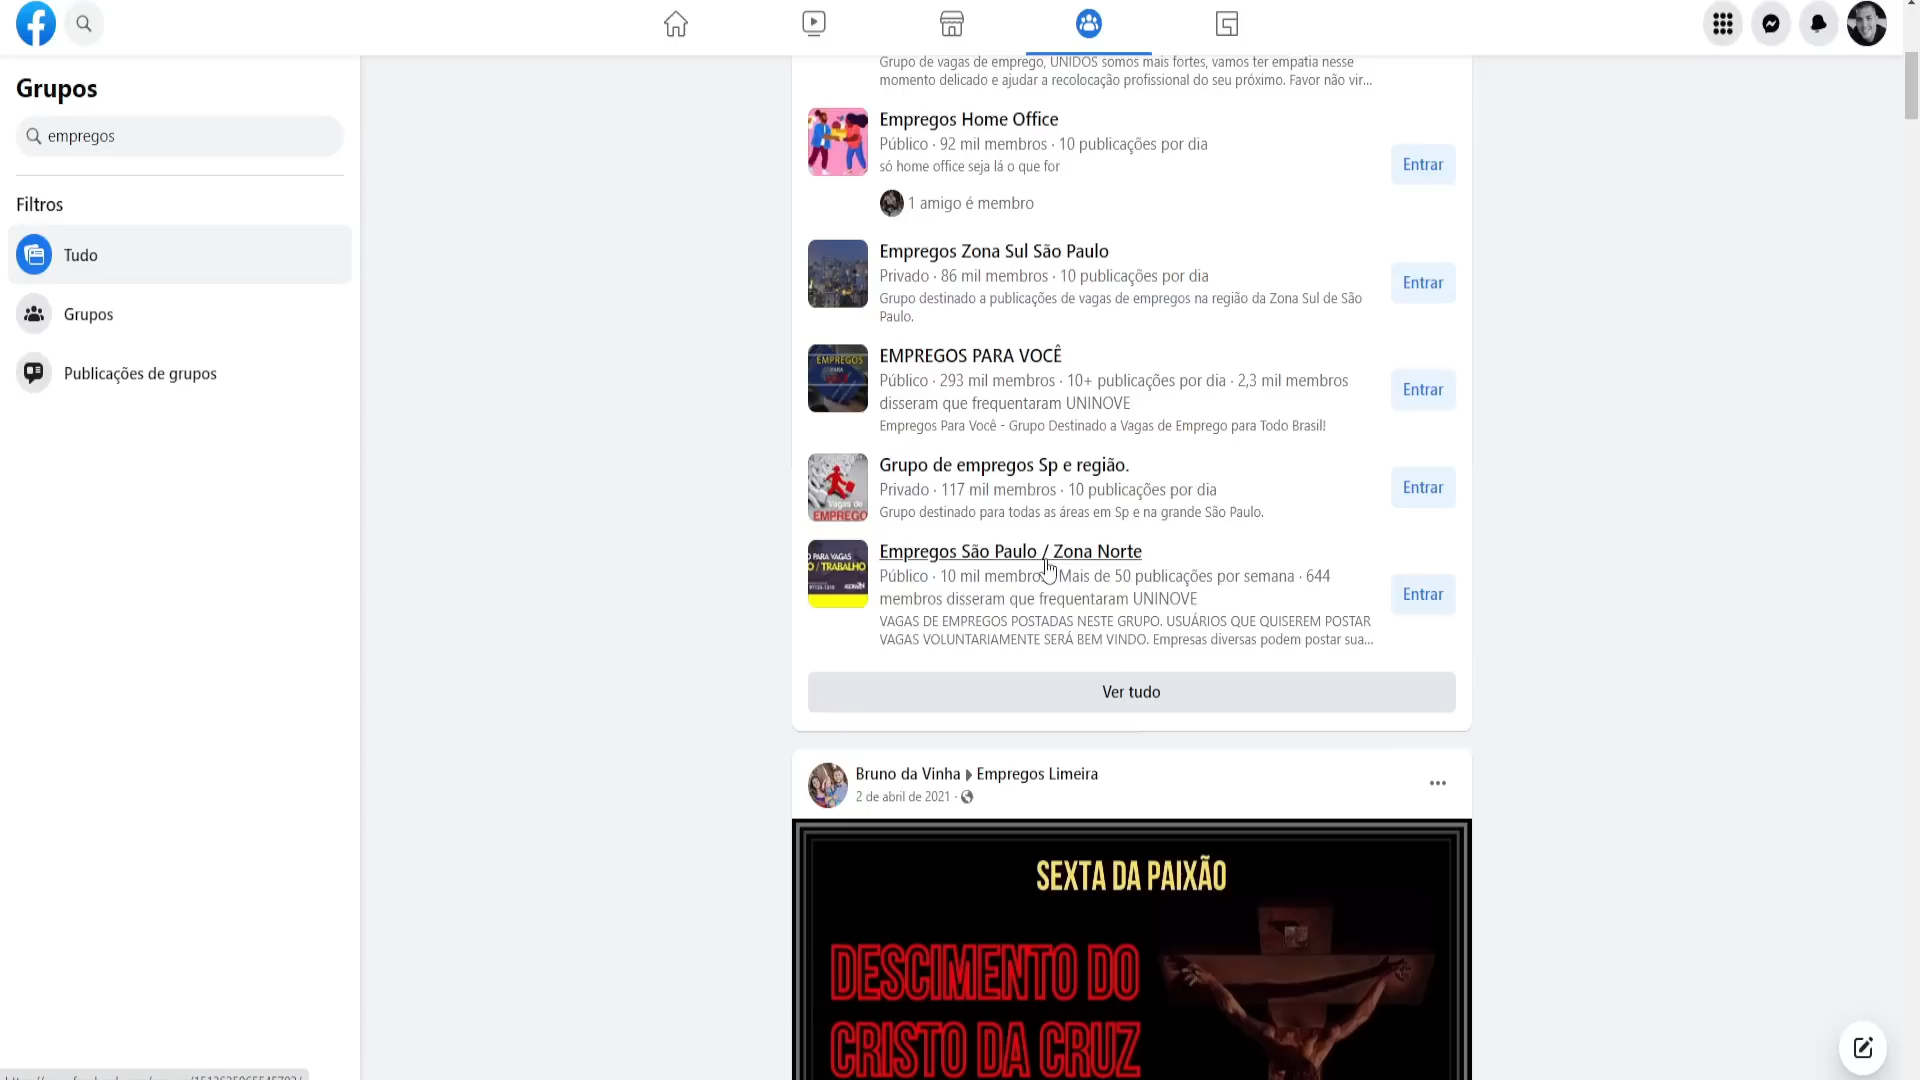 Grupos
empregos
Filtros
Tudo
Grupos
Publicações de grupos
Grupo de vagas de emprego, UNIDOS somos mais fortes, vamos ter empatia nesse
momento delicado e ajudar a recolocação profissional do seu próximo. Favor não vir...
Empregos Home Office
Público · 92 mil membros · 10 publicações por dia
só home office seja lá o que for
Entrar
1 amigo é membro
Empregos Zona Sul São Paulo
Privado · 86 mil membros · 10 publicações por dia
Grupo destinado a publicações de vagas de empregos na região da Zona Sul de São
Paulo.
Entrar
EMPREGOS
PARA
EMPREGOS PARA VOCÊ
Público · 293 mil membros · 10+ publicações por dia · 2,3 mil membros
disseram que frequentaram UNINOVE
Empregos Para Você - Grupo Destinado a Vagas de Emprego para Todo Brasil!
Entrar
Vagas de
EMPREGO
Grupo de empregos Sp e região.
Privado · 117 mil membros · 10 publicações por dia
Grupo destinado para todas as áreas em Sp e na grande São Paulo.
Entrar
O PARA VAGAS
O / TRABALHO
Empregos São Paulo / Zona Norte
Público · 10 mil membros Mais de 50 publicações por semana · 644
membros disseram que frequentaram UNINOVE
VAGAS DE EMPREGOS POSTADAS NESTE GRUPO. USUÁRIOS QUE QUISEREM POSTAR
VAGAS VOLUNTARIAMENTE SERÁ BEM VINDO. Empresas diversas podem postar sua...
Entrar
Ver tudo
Bruno da Vinha Empregos Limeira
2 de abril de 2021 ·
SEXTA DA PAIXÃO
DESCIMENTO DO
CRISTO DA CRUZ